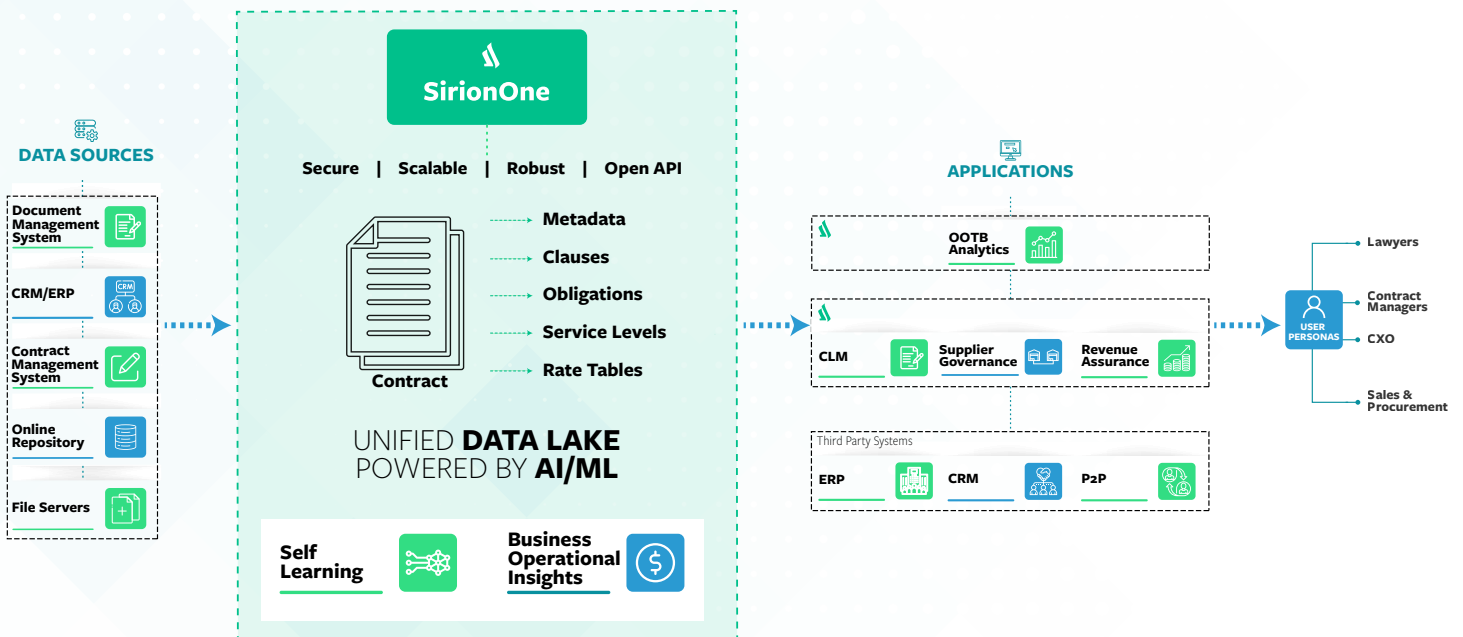 DATA SOURCES
Document
Management
System
CRM/ERP
CRM
Contract
Management
System
Online
Repository
File Servers
SirionOne
Secure | Scalable | Robust | Open API
Contract
Metadata
Clauses
Obligations
Service Levels
Rate Tables
UNIFIED DATA LAKE
POWERED BY AI/ML
Self
Learning
Business
Operational
Insights
$
APPLICATIONS
OOTB
Analytics
CLM
Supplier
Governance
Revenue
Assurance
Third Party Systems
ERP
CRM
P2P
USER
PERSONAS
Lawyers
Contract
Managers
CXO
Sales &
Procurement